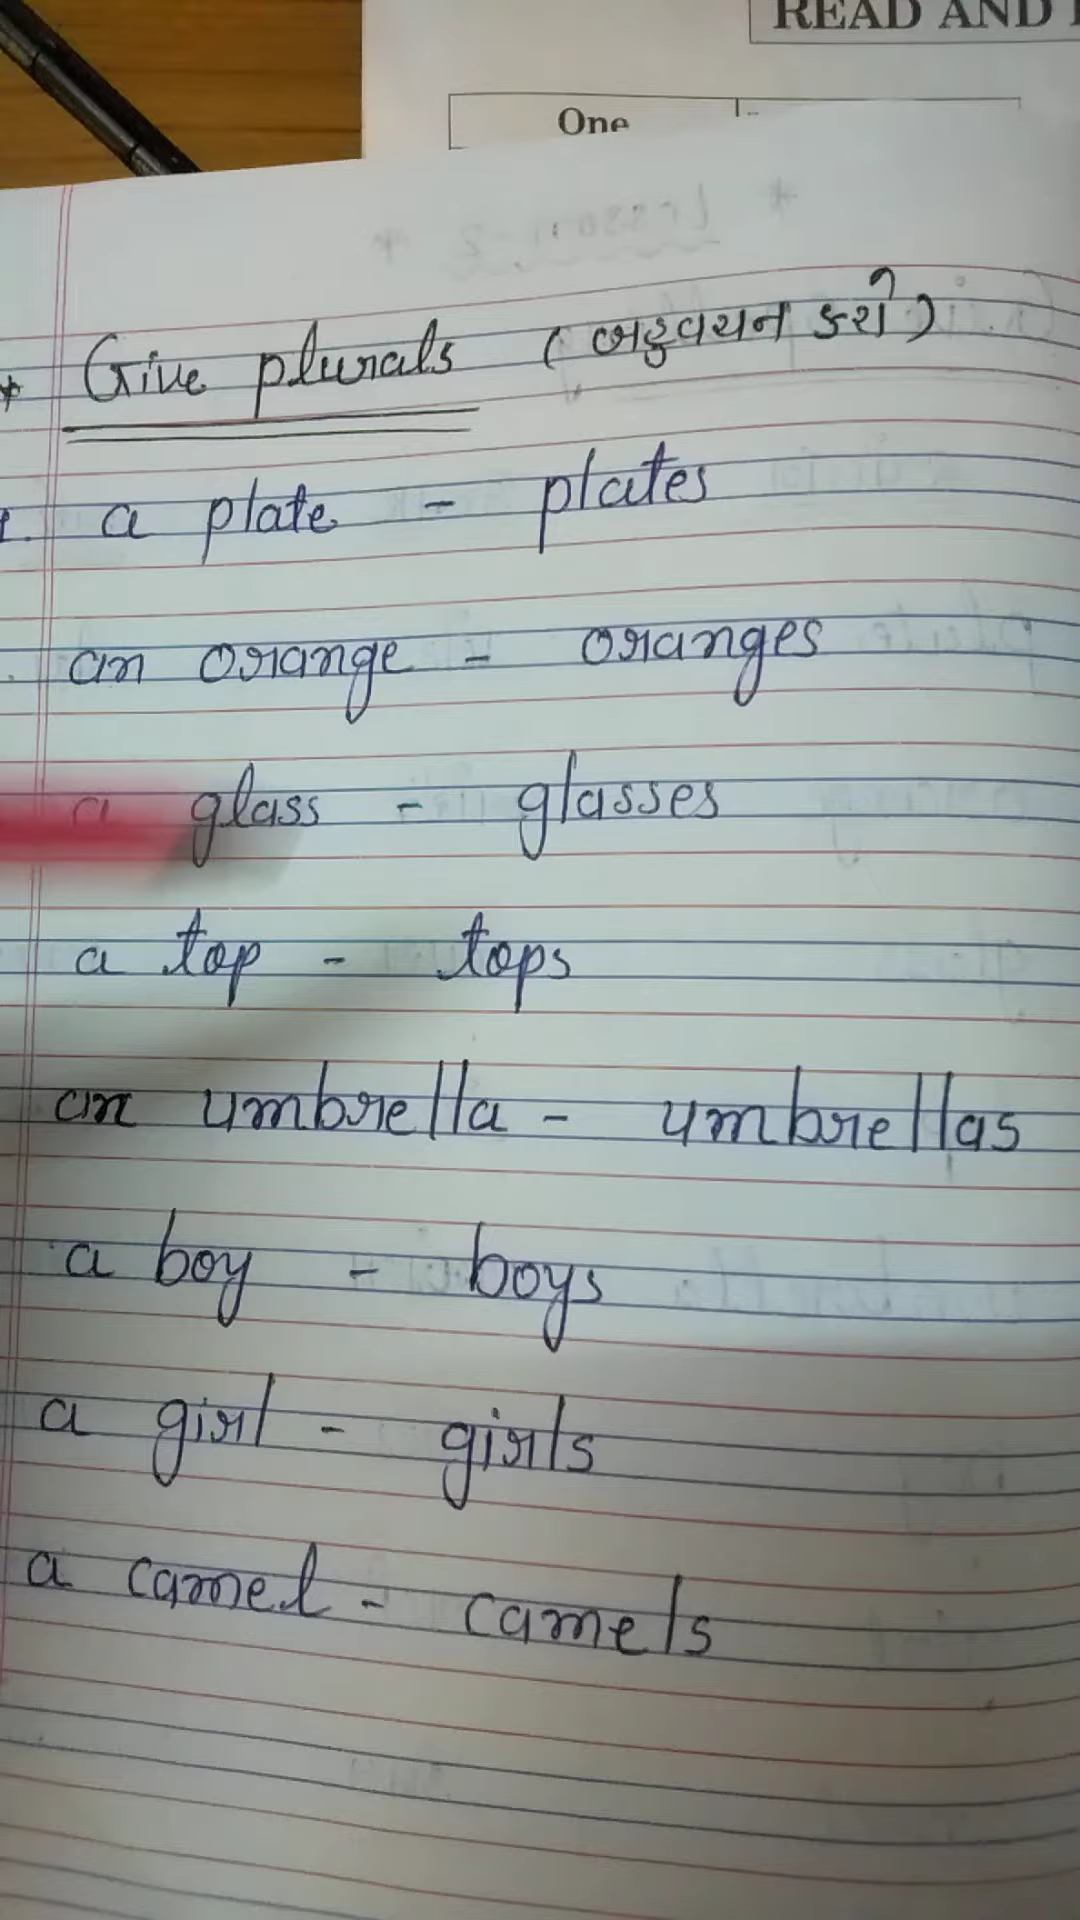 READ AND
One
* Give plurals (બહુવચન કરો)
1. a plate - plates
an orange - oranges
a glass - glasses
a top - tops
an umbrella - umbrellas
a boy - boys
a girl - girls
a camel - camels